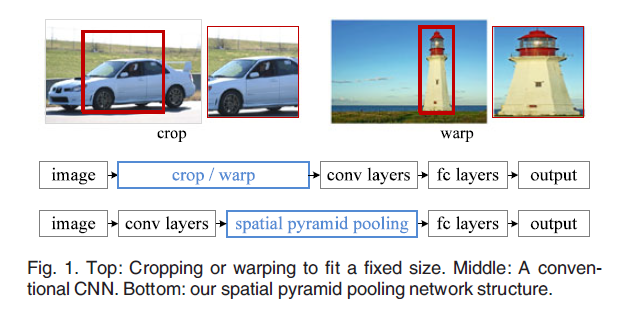 crop
warp
image
crop / warp
conv layers
fc layers
output
image
conv layers
spatial pyramid pooling
fc layers
output
Fig. 1. Top: Cropping or warping to fit a fixed size. Middle: A conven-
tional CNN. Bottom: our spatial pyramid pooling network structure.